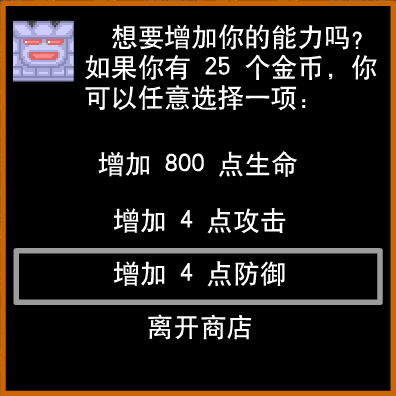 想要增加你的能力吗?
如果你有 25 个金币, 你
可以任意选择一项:
增加 800 点生命
增加 4 点攻击
增加 4 点防御
离开商店